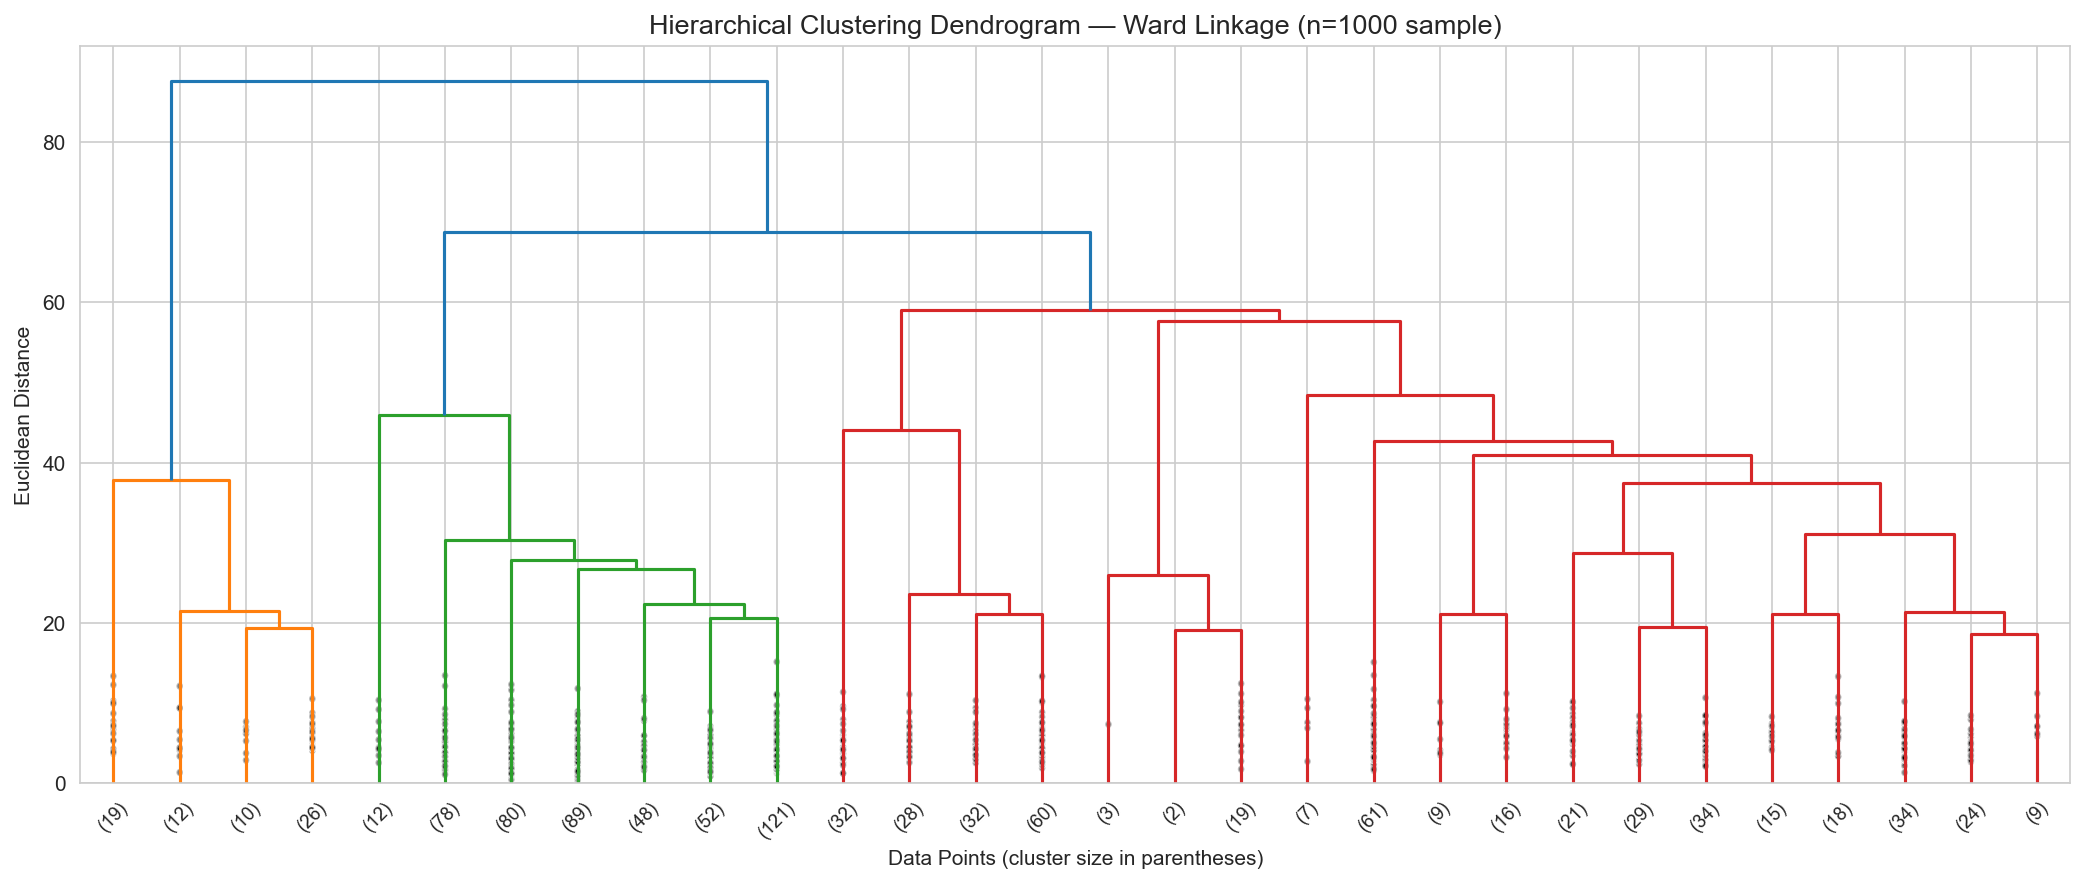 Hierarchical Clustering Dendrogram — Ward Linkage (n=1000 sample)
Euclidean Distance
80
60
40
20
0
(19) (12) (10) (26) (12) (78) (80) (89) (48) (52) (121) (32) (28) (32) (60) (3) (2) (19) (7) (61) (9) (16) (21) (29) (34) (15) (18) (34) (24) (9)
Data Points (cluster size in parentheses)